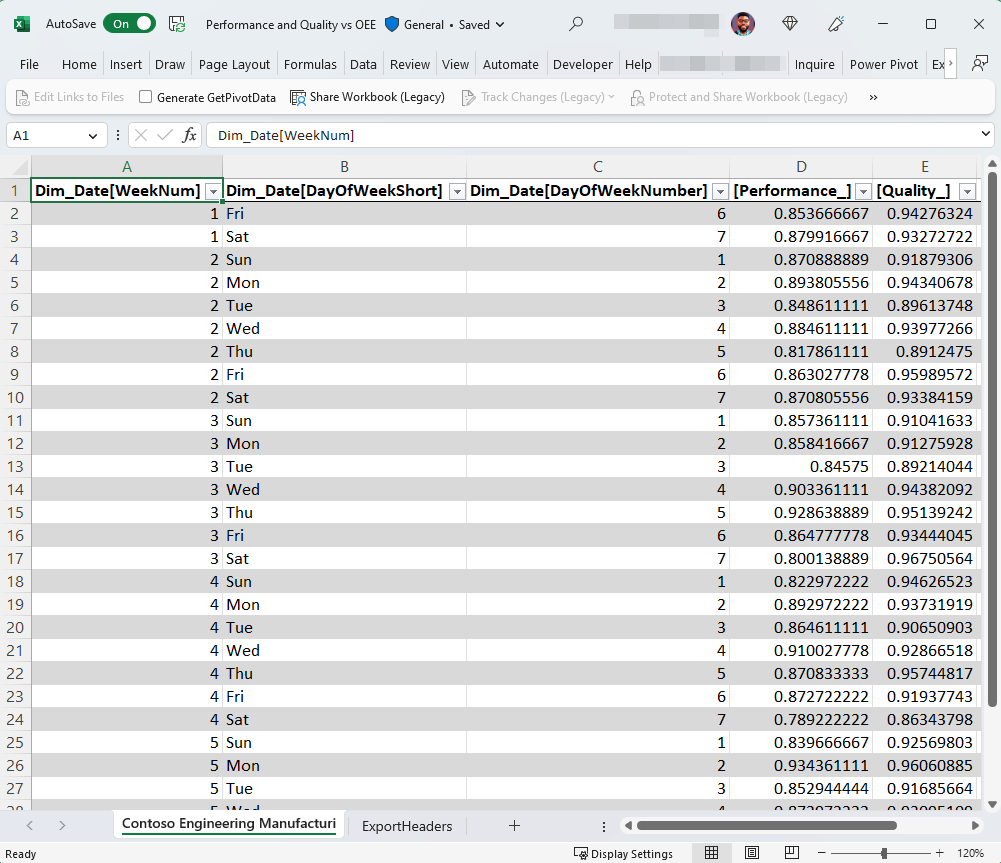 AutoSave On Performance and Quality vs OEE General • Saved
File Home Insert Draw Page Layout Formulas Data Review View Automate Developer Help Inquire Power Pivot Ex
Edit Links to Files Generate GetPivotData Share Workbook (Legacy) Track Changes (Legacy) Protect and Share Workbook (Legacy) »
A1 fx Dim_Date[WeekNum]
A B C D E
1 Dim_Date[WeekNum] Dim_Date[DayOfWeekShort] Dim_Date[DayOfWeekNumber] [Performance_] [Quality_]
2 1 Fri 6 0.853666667 0.94276324
3 1 Sat 7 0.879916667 0.93272722
4 2 Sun 1 0.870888889 0.91879306
5 2 Mon 2 0.893805556 0.94340678
6 2 Tue 3 0.848611111 0.89613748
7 2 Wed 4 0.884611111 0.93977266
8 2 Thu 5 0.817861111 0.8912475
9 2 Fri 6 0.863027778 0.95989572
10 2 Sat 7 0.870805556 0.93384159
11 3 Sun 1 0.857361111 0.91041633
12 3 Mon 2 0.858416667 0.91275928
13 3 Tue 3 0.84575 0.89214044
14 3 Wed 4 0.903361111 0.94382092
15 3 Thu 5 0.928638889 0.95139242
16 3 Fri 6 0.864777778 0.93444045
17 3 Sat 7 0.800138889 0.96750564
18 4 Sun 1 0.822972222 0.94626523
19 4 Mon 2 0.892972222 0.93731919
20 4 Tue 3 0.864611111 0.90650903
21 4 Wed 4 0.910027778 0.92866518
22 4 Thu 5 0.870833333 0.95744817
23 4 Fri 6 0.872722222 0.91937743
24 4 Sat 7 0.789222222 0.86343798
25 5 Sun 1 0.839666667 0.92569803
26 5 Mon 2 0.934361111 0.96060885
27 5 Tue 3 0.852944444 0.91685664
28 5 Wed 4
Contoso Engineering Manufacturi ExportHeaders +
Ready Display Settings 120%